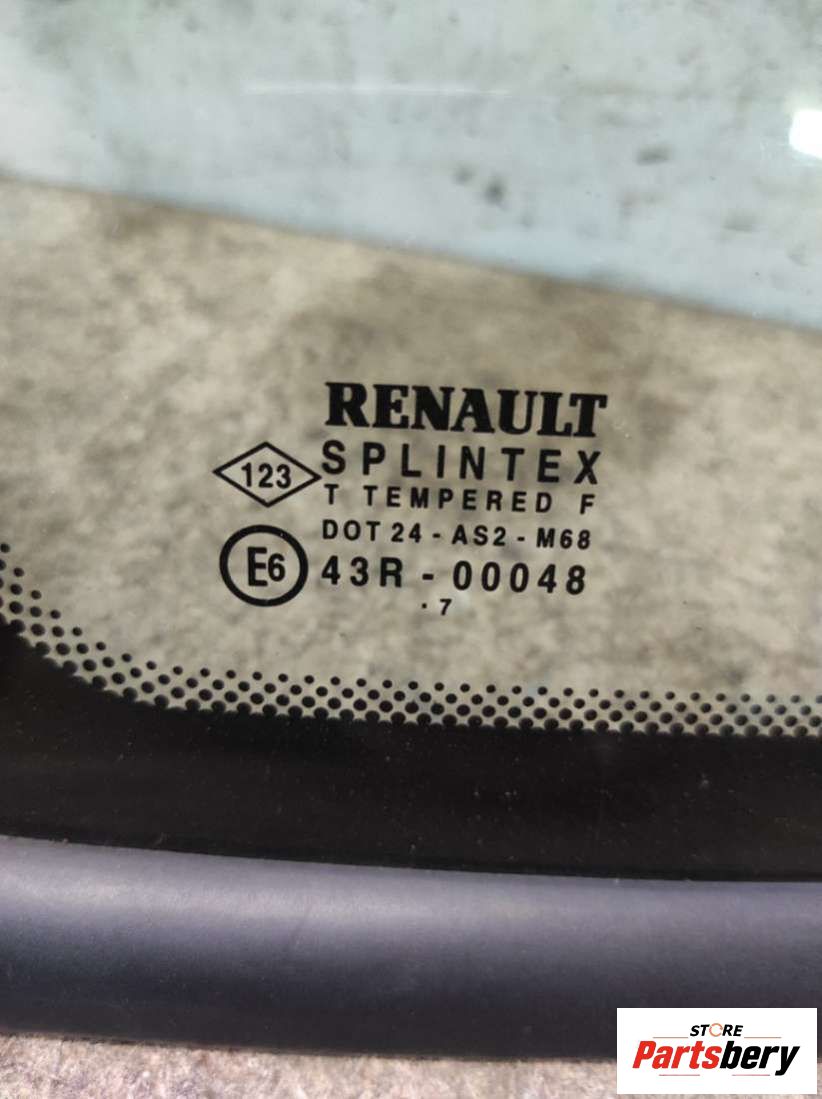 RENAULT
123
SPLINTEX
T TEMPERED F
DOT 24 - AS2 - M68
E6
43R - 00048
. 7
STORE
Partsbery